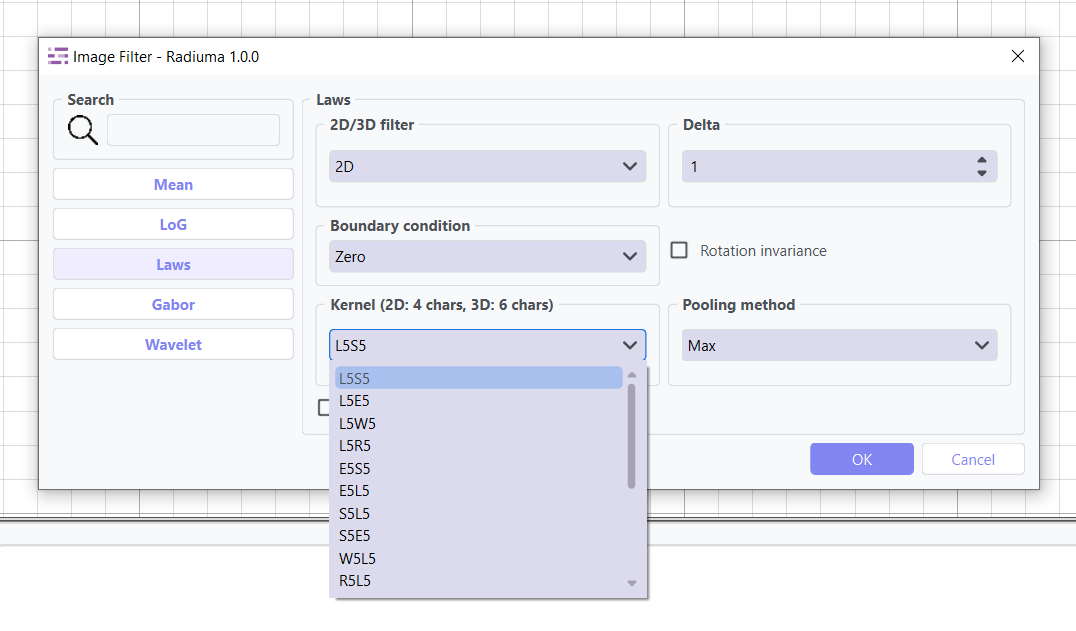 Image Filter - Radiuma 1.0.0
Search
Mean
LoG
Laws
Gabor
Wavelet
Laws
2D/3D filter
2D
Delta
1
Boundary condition
Zero
Rotation invariance
Kernel (2D: 4 chars, 3D: 6 chars)
L5S5
Pooling method
Max
L5S5
L5E5
L5W5
L5R5
E5S5
E5L5
S5L5
S5E5
W5L5
R5L5
OK
Cancel